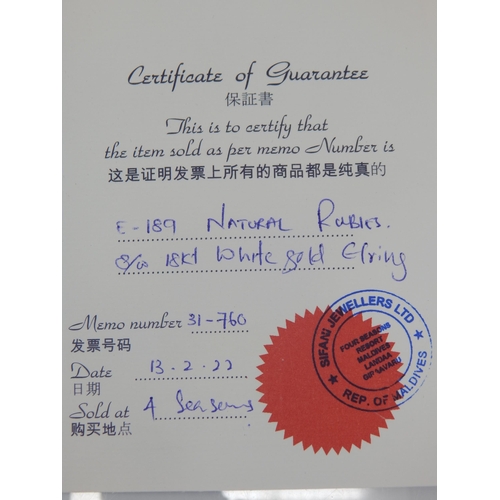 Certificate of Guarantee
保証書
This is to certify that
the item sold as per memo Number is
这是证明发票上所有的商品都是纯真的
E-189 NATURAL RUBIES.
18Kt White gold E/ring
Memo number 31-760
发票号码
Date 13.2.22
日期
Sold at 4 Seasons
购买地点
SIFANI JEWELLERS LTD
FOUR SEASONS
RESORT
MALDIVES
LANDAA
GIRAAVARU
REP. OF MALDIVES